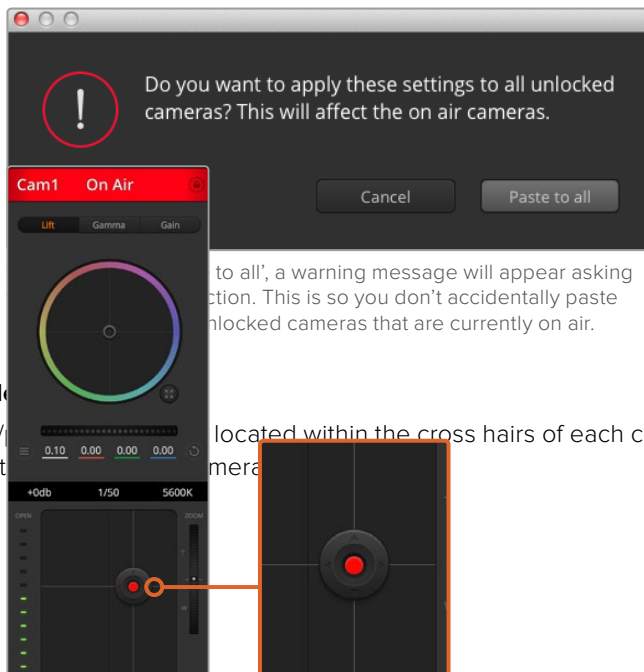 Do you want to apply these settings to all unlocked
cameras? This will affect the on air cameras.
Cancel
Paste to all
Cam1 On Air
Lift Gamma Gain
to all’, a warning message will appear asking
ction. This is so you don’t accidentally paste
nlocked cameras that are currently on air.
located within the cross hairs of each c
mera
0.10 0.00 0.00 0.00
+0db 1/50 5600K
OPEN
ZOOM
T
W